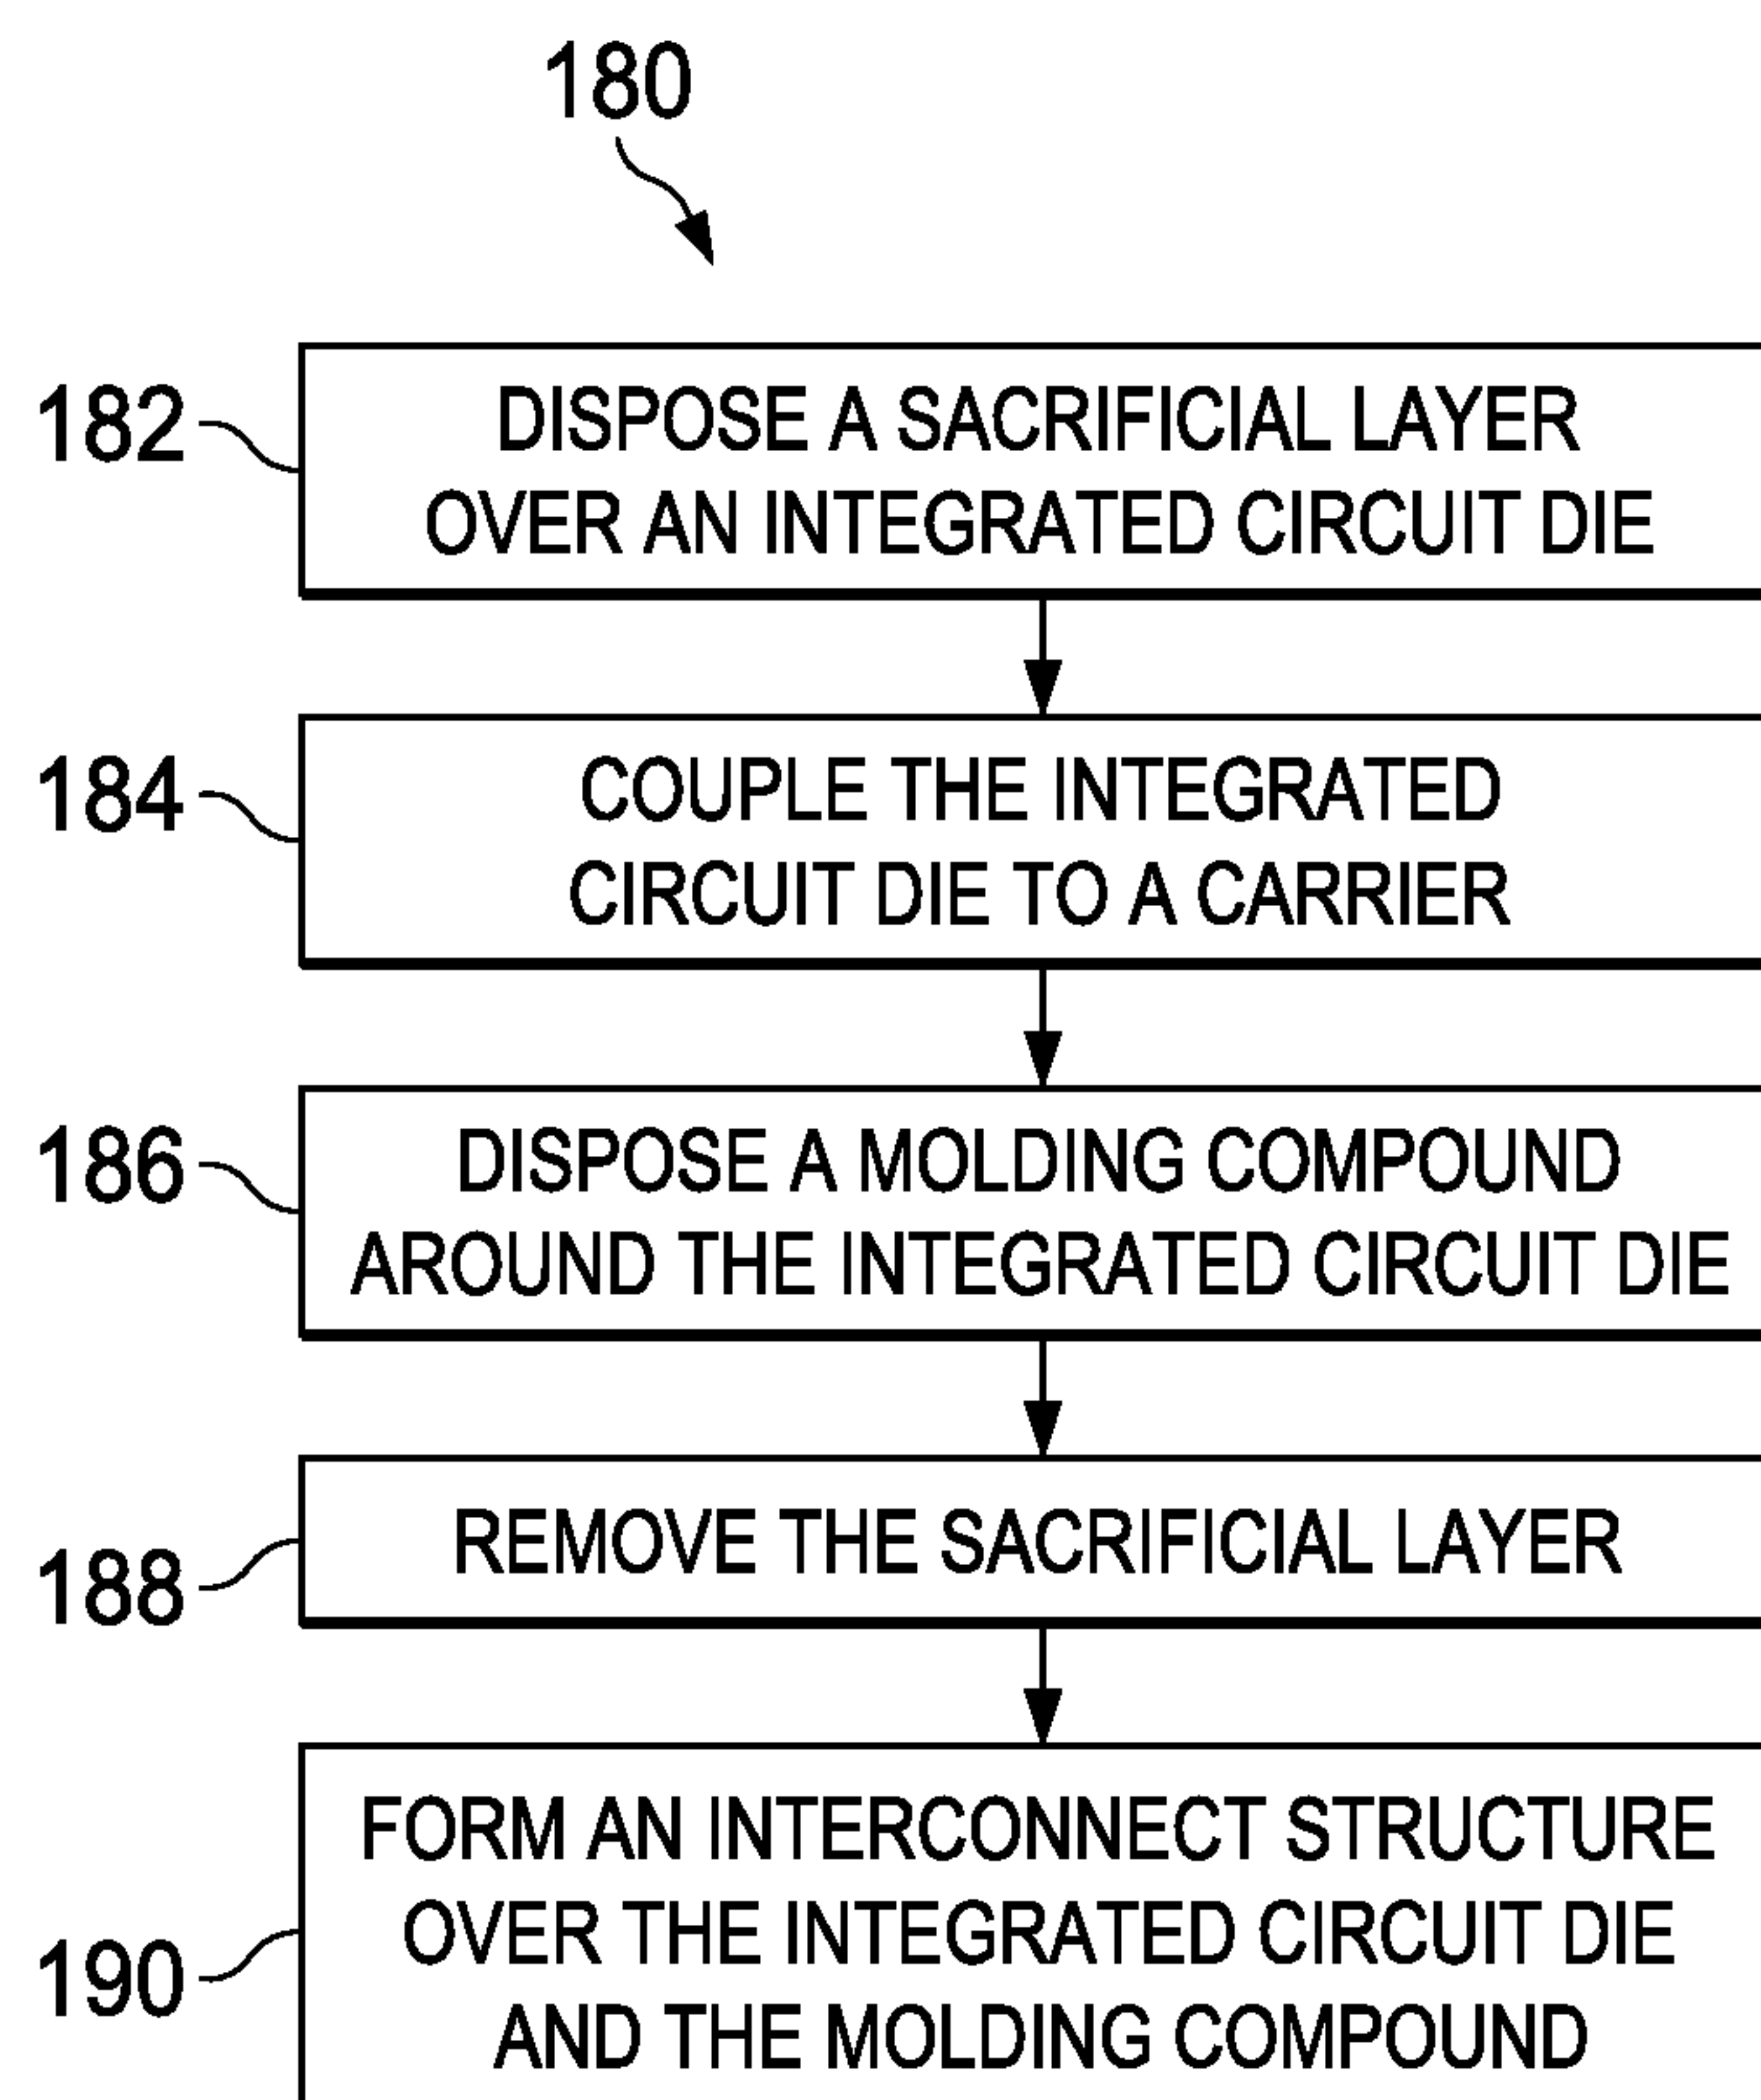 180
182
DISPOSE A SACRIFICIAL LAYER
OVER AN INTEGRATED CIRCUIT DIE
184
COUPLE THE INTEGRATED
CIRCUIT DIE TO A CARRIER
186
DISPOSE A MOLDING COMPOUND
AROUND THE INTEGRATED CIRCUIT DIE
188
REMOVE THE SACRIFICIAL LAYER
190
FORM AN INTERCONNECT STRUCTURE
OVER THE INTEGRATED CIRCUIT DIE
AND THE MOLDING COMPOUND